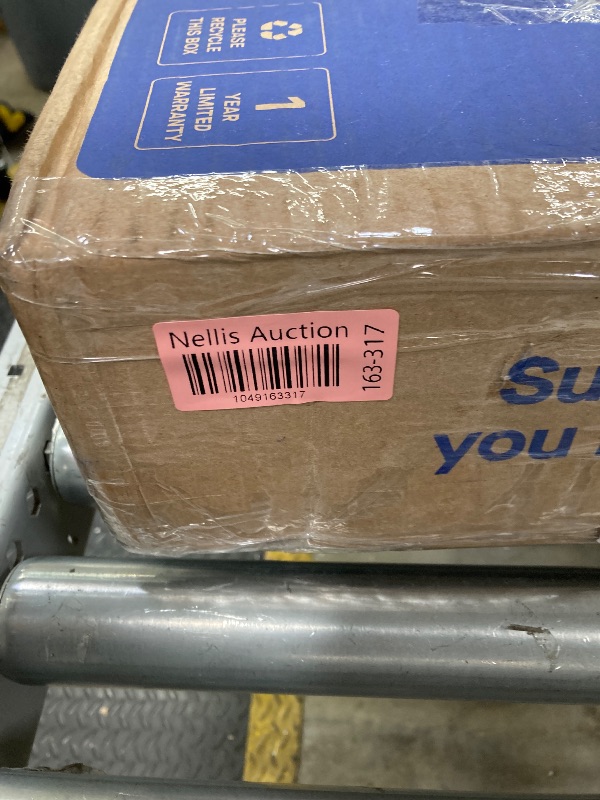 PLEASE
RECYCLE
THIS BOX
1
YEAR
LIMITED
WARRANTY
Nellis Auction
1049163317
163-317
Su
you